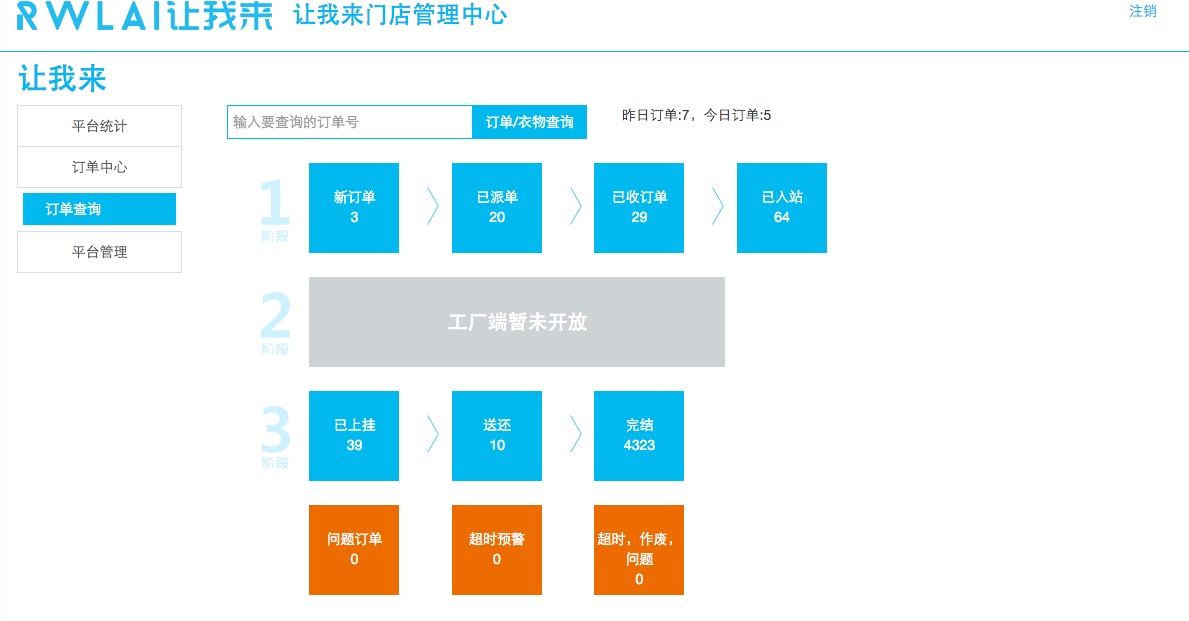 RWLAI让我来 让我来门店管理中心 注销
让我来
平台统计
订单中心
订单查询
平台管理
输入要查询的订单号 订单/衣物查询 昨日订单:7，今日订单:5
1
阶段
新订单
3
已派单
20
已收订单
29
已入站
64
2
阶段
工厂端暂未开放
3
阶段
已上挂
39
送还
10
完结
4323
问题订单
0
超时预警
0
超时，作废，
问题
0